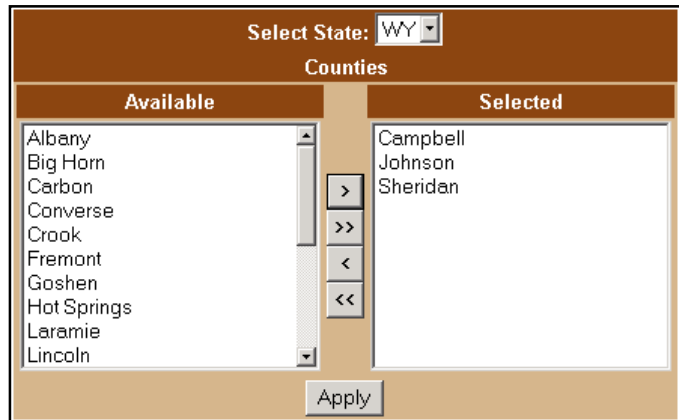 Select State: WY
Counties
Available
Albany
Big Horn
Carbon
Converse
Crook
Fremont
Goshen
Hot Springs
Laramie
Lincoln
>
>>
<
<<
Selected
Campbell
Johnson
Sheridan
Apply